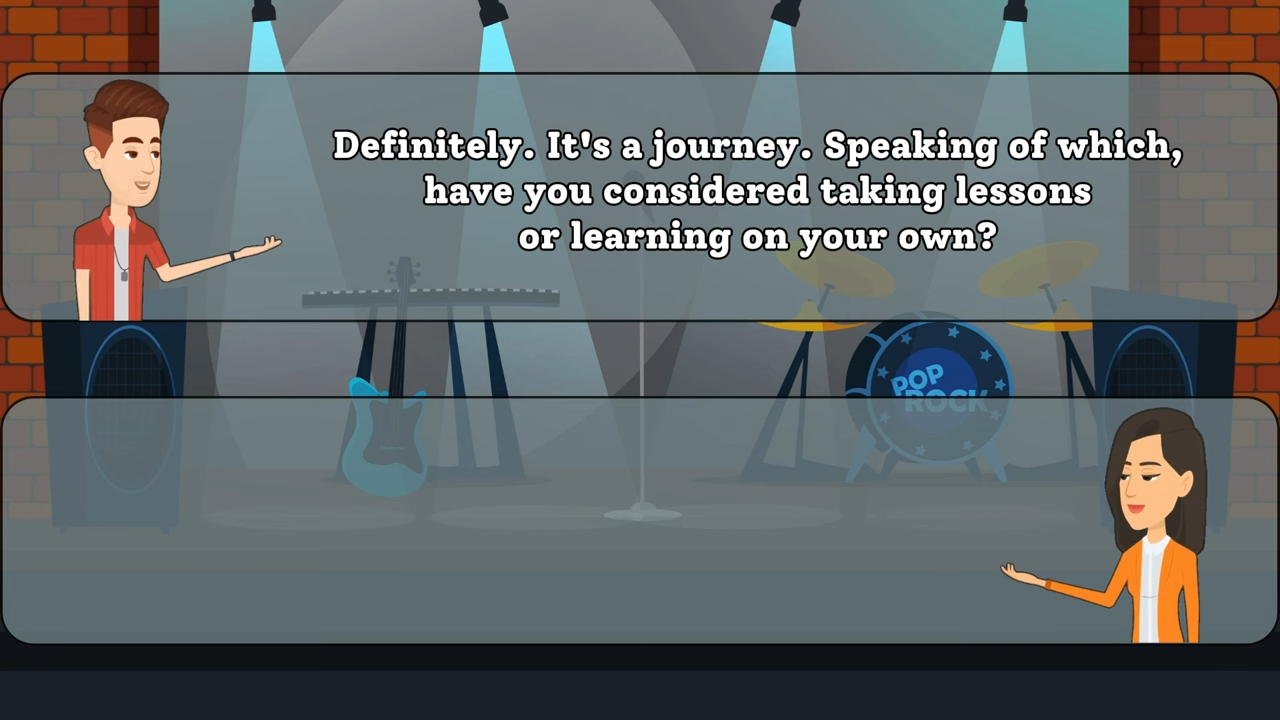 Definitely. It's a journey. Speaking of which,
have you considered taking lessons
or learning on your own?
POP
ROCK